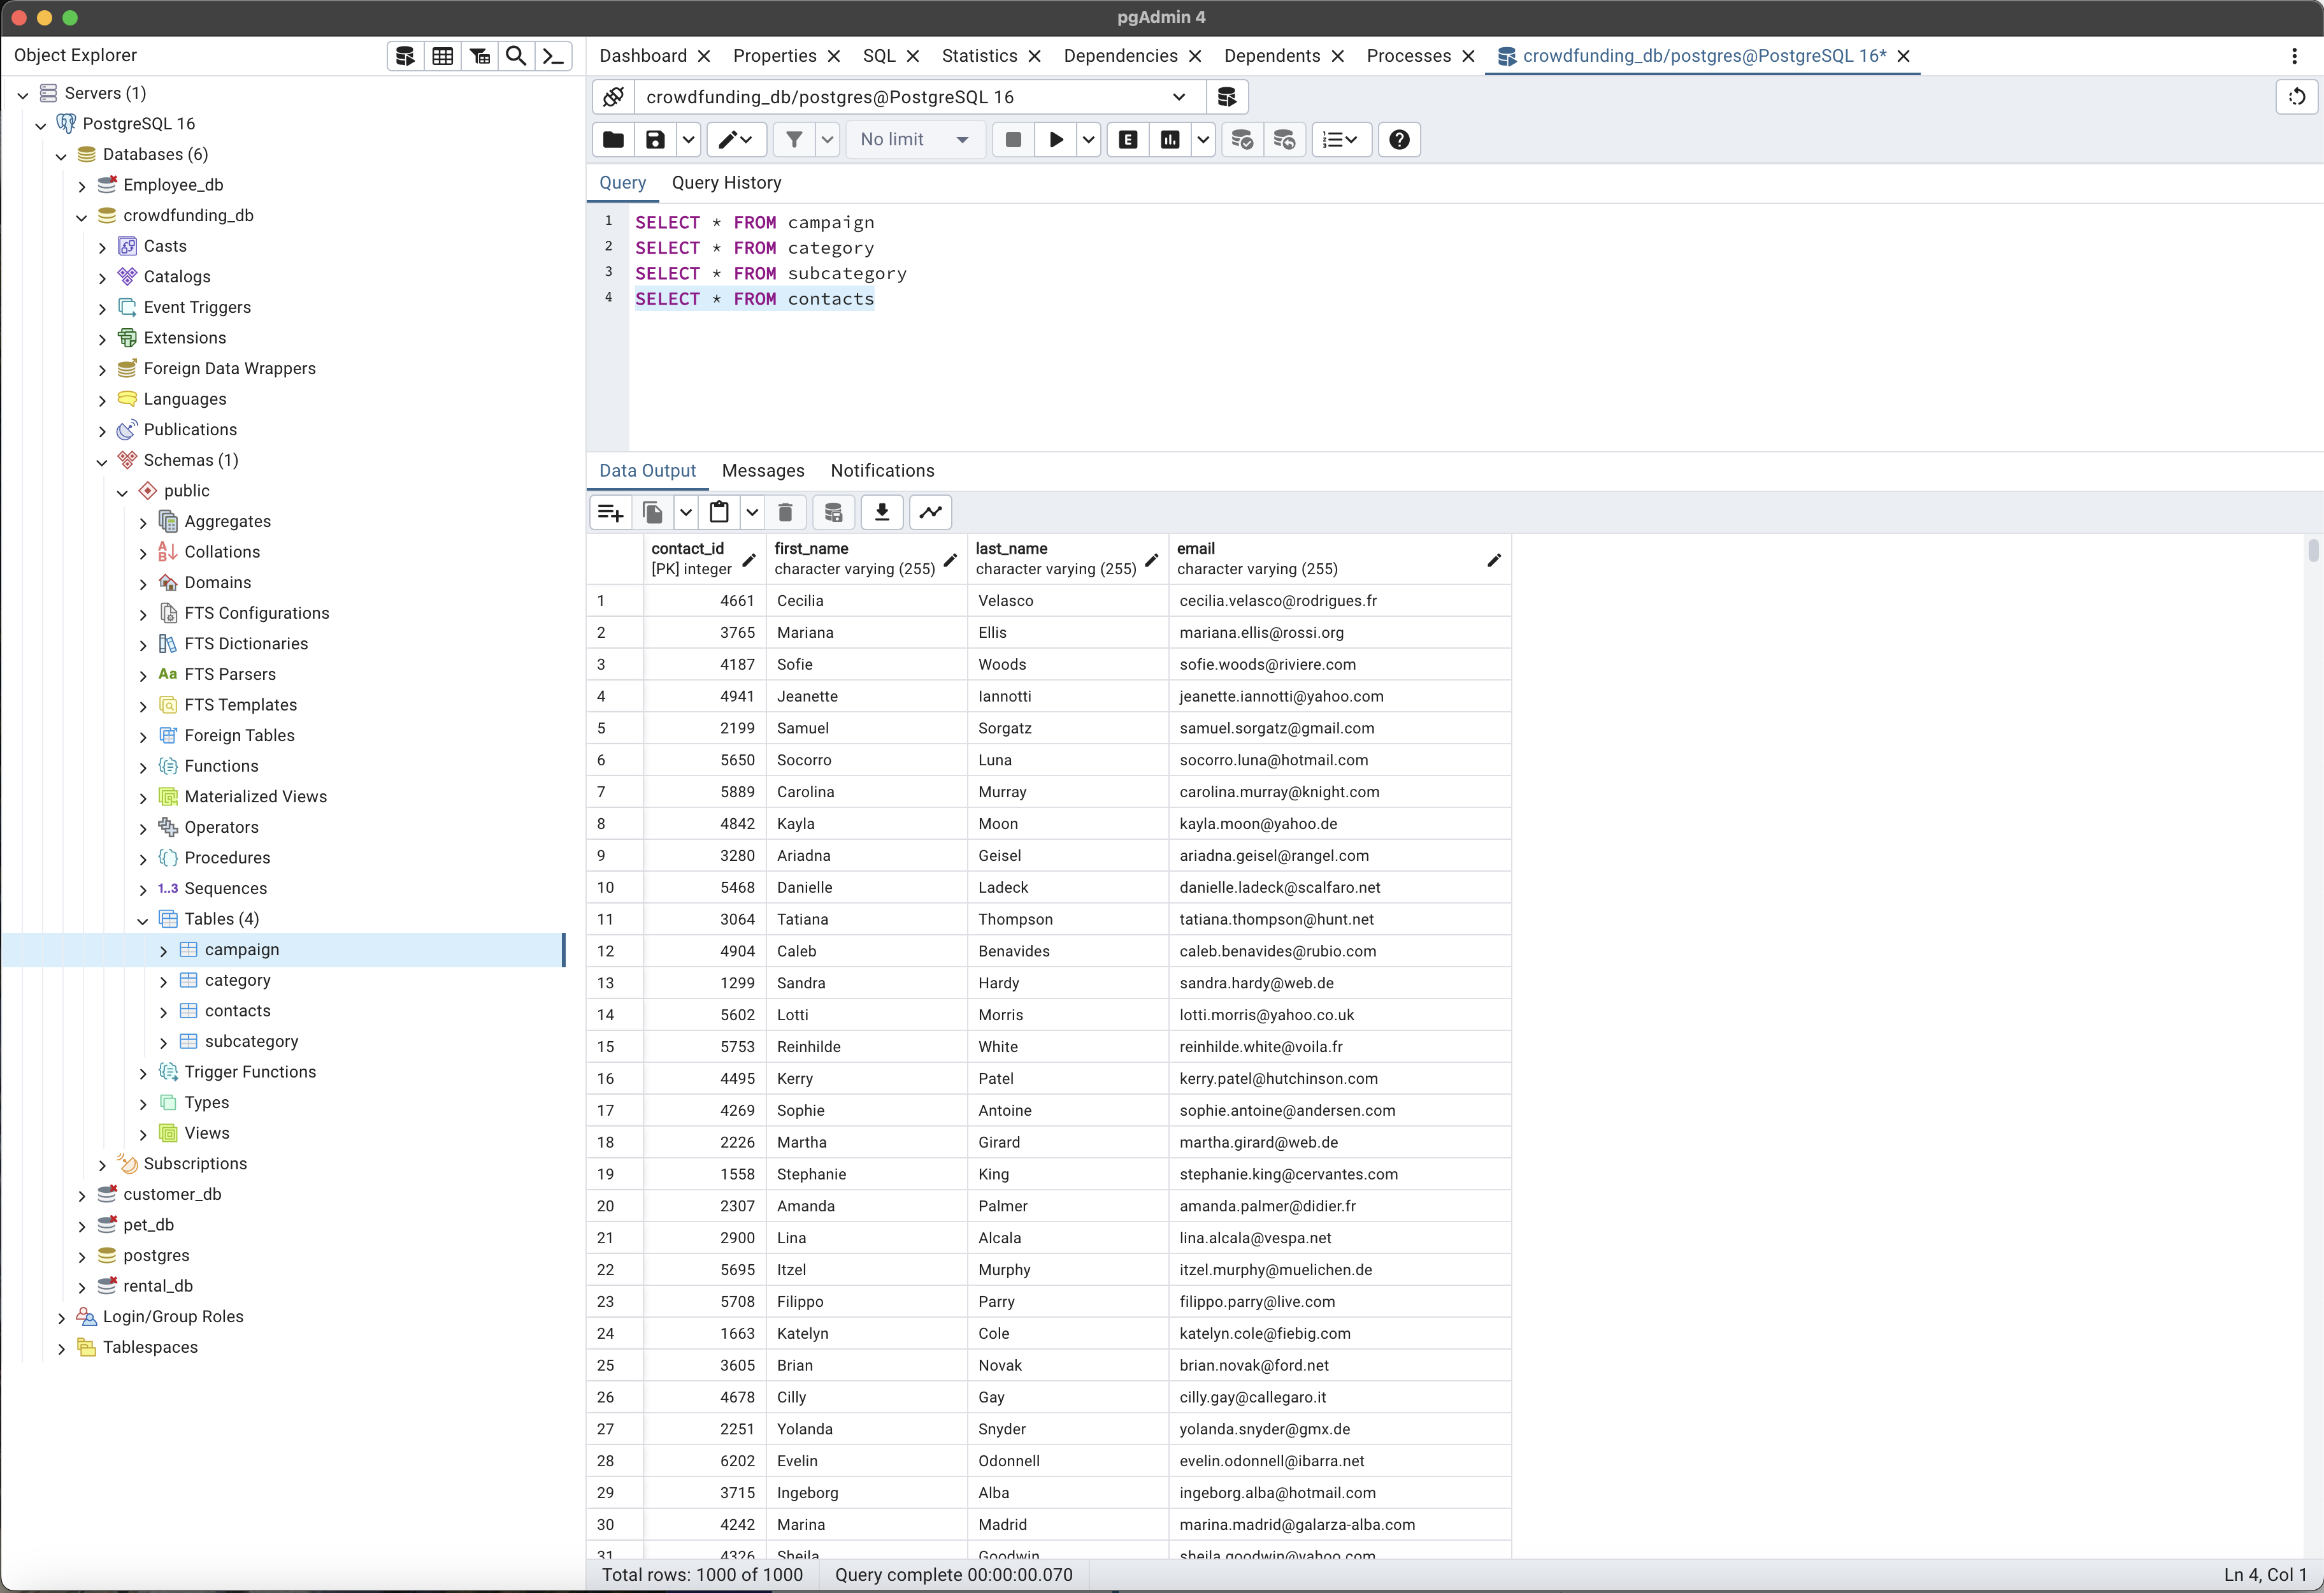 pgAdmin 4
Object Explorer
Dashboard
Properties
SQL
Statistics
Dependencies
Dependents
Processes
crowdfunding_db/postgres@PostgreSQL 16*
Servers (1)
PostgreSQL 16
Databases (6)
Employee_db
crowdfunding_db
Casts
Catalogs
Event Triggers
Extensions
Foreign Data Wrappers
Languages
Publications
Schemas (1)
public
Aggregates
Collations
Domains
FTS Configurations
FTS Dictionaries
Aa FTS Parsers
FTS Templates
Foreign Tables
Functions
Materialized Views
Operators
Procedures
1..3 Sequences
Tables (4)
campaign
category
contacts
subcategory
Trigger Functions
Types
Views
Subscriptions
customer_db
pet_db
postgres
rental_db
Login/Group Roles
Tablespaces
crowdfunding_db/postgres@PostgreSQL 16
No limit
E
Query
Query History
1 SELECT * FROM campaign
2 SELECT * FROM category
3 SELECT * FROM subcategory
4 SELECT * FROM contacts
Data Output
Messages
Notifications
contact_id first_name last_name email
[PK] integer character varying (255) character varying (255) character varying (255)
1 4661 Cecilia Velasco cecilia.velasco@rodrigues.fr
2 3765 Mariana Ellis mariana.ellis@rossi.org
3 4187 Sofie Woods sofie.woods@riviere.com
4 4941 Jeanette Iannotti jeanette.iannotti@yahoo.com
5 2199 Samuel Sorgatz samuel.sorgatz@gmail.com
6 5650 Socorro Luna socorro.luna@hotmail.com
7 5889 Carolina Murray carolina.murray@knight.com
8 4842 Kayla Moon kayla.moon@yahoo.de
9 3280 Ariadna Geisel ariadna.geisel@rangel.com
10 5468 Danielle Ladeck danielle.ladeck@scalfaro.net
11 3064 Tatiana Thompson tatiana.thompson@hunt.net
12 4904 Caleb Benavides caleb.benavides@rubio.com
13 1299 Sandra Hardy sandra.hardy@web.de
14 5602 Lotti Morris lotti.morris@yahoo.co.uk
15 5753 Reinhilde White reinhilde.white@voila.fr
16 4495 Kerry Patel kerry.patel@hutchinson.com
17 4269 Sophie Antoine sophie.antoine@andersen.com
18 2226 Martha Girard martha.girard@web.de
19 1558 Stephanie King stephanie.king@cervantes.com
20 2307 Amanda Palmer amanda.palmer@didier.fr
21 2900 Lina Alcala lina.alcala@vespa.net
22 5695 Itzel Murphy itzel.murphy@muelichen.de
23 5708 Filippo Parry filippo.parry@live.com
24 1663 Katelyn Cole katelyn.cole@fiebig.com
25 3605 Brian Novak brian.novak@ford.net
26 4678 Cilly Gay cilly.gay@callegaro.it
27 2251 Yolanda Snyder yolanda.snyder@gmx.de
28 6202 Evelin Odonnell evelin.odonnell@ibarra.net
29 3715 Ingeborg Alba ingeborg.alba@hotmail.com
30 4242 Marina Madrid marina.madrid@galarza-alba.com
31 4326 Sheila Goodwin sheila.goodwin@yahoo.com
Total rows: 1000 of 1000
Query complete 00:00:00.070
Ln 4, Col 1